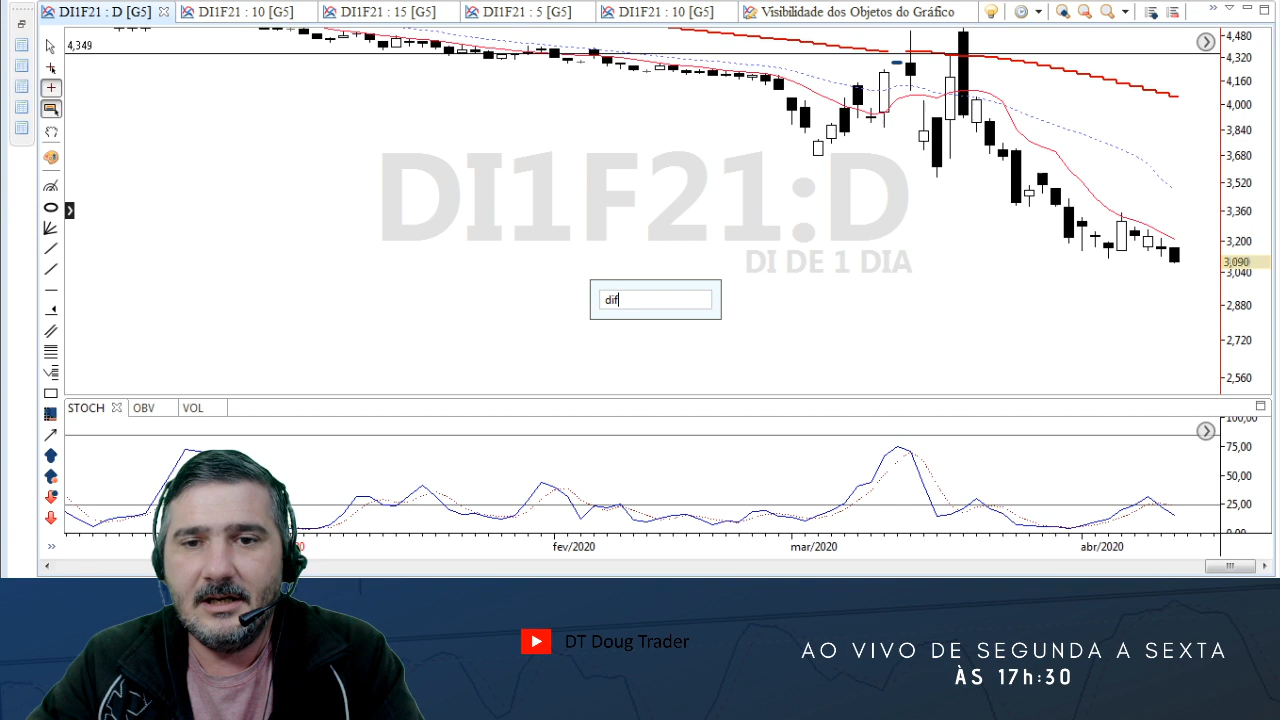 DI1F21 : D [G5]
DI1F21 : 10 [G5]
DI1F21 : 15 [G5]
DI1F21 : 5 [G5]
DI1F21 : 10 [G5]
Visibilidade dos Objetos do Gráfico
4,349
4,480
4,320
4,160
4,000
3,840
3,680
3,520
3,360
3,200
3,090
3,040
2,880
2,720
2,560
DI1F21:D
DI DE 1 DIA
dif
STOCH
OBV
VOL
100,00
75,00
50,00
25,00
0,00
fev/2020
mar/2020
abr/2020
DT Doug Trader
AO VIVO DE SEGUNDA A SEXTA
ÀS 17h:30